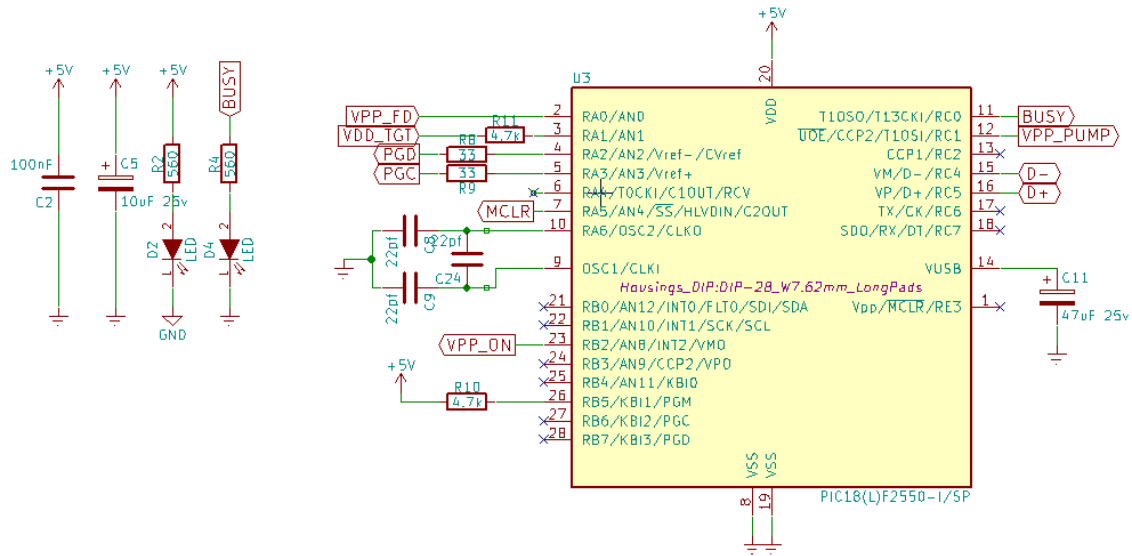 +5V
+5V
+5V
BUSY
100nF
C2
C5
+
10uF 25v
R2
560
R4
560
2
D2
LED
1
GND
2
D4
LED
1
+5V
20
U3
VDD
VPP_FD
2
RA0/AN0
VDD_TGT
R11
4.7k
3
RA1/AN1
PGD
R8
33
4
RA2/AN2/Vref-/CVref
PGC
33
R9
5
RA3/AN3/Vref+
6
RA4/T0CKI/C1OUT/RCV
MCLR
7
RA5/AN4/SS/HLVDIN/C2OUT
10
RA6/OSC2/CLKO
22pf
C8
22pf
C24
22pf
C9
9
OSC1/CLKI
Housings_DIP:DIP-28_W7.62mm_LongPads
21
RB0/AN12/INT0/FLT0/SDI/SDA
22
RB1/AN10/INT1/SCK/SCL
VPP_ON
23
RB2/AN8/INT2/VMO
24
RB3/AN9/CCP2/VPO
25
RB4/AN11/KBI0
+5V
R10
4.7k
26
RB5/KBI1/PGM
27
RB6/KBI2/PGC
28
RB7/KBI3/PGD
T1OSO/T13CKI/RC0
11
BUSY
UOE/CCP2/T1OSI/RC1
12
VPP_PUMP
CCP1/RC2
13
VM/D-/RC4
15
D-
VP/D+/RC5
16
D+
TX/CK/RC6
17
SDO/RX/DT/RC7
18
VUSB
14
C11
+
47uF 25v
Vpp/MCLR/RE3
1
VSS
VSS
8
19
PIC18(L)F2550-I/SP